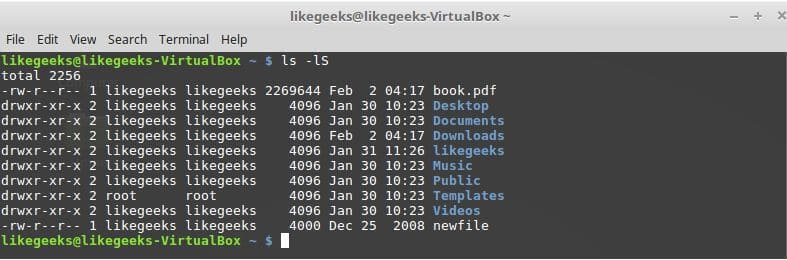 likegeeks@likegeeks-VirtualBox ~
File Edit View Search Terminal Help
likegeeks@likegeeks-VirtualBox ~ $ ls -lS
total 2256
-rw-r--r-- 1 likegeeks likegeeks 2269644 Feb  2 04:17 book.pdf
drwxr-xr-x 2 likegeeks likegeeks    4096 Jan 30 10:23 Desktop
drwxr-xr-x 2 likegeeks likegeeks    4096 Jan 30 10:23 Documents
drwxr-xr-x 2 likegeeks likegeeks    4096 Feb  2 04:17 Downloads
drwxr-xr-x 2 likegeeks likegeeks    4096 Jan 31 11:26 likegeeks
drwxr-xr-x 2 likegeeks likegeeks    4096 Jan 30 10:23 Music
drwxr-xr-x 2 likegeeks likegeeks    4096 Jan 30 10:23 Public
drwxr-xr-x 2 root      root         4096 Jan 30 10:23 Templates
drwxr-xr-x 2 likegeeks likegeeks    4096 Jan 30 10:23 Videos
-rw-r--r-- 1 likegeeks likegeeks    4000 Dec 25  2008 newfile
likegeeks@likegeeks-VirtualBox ~ $